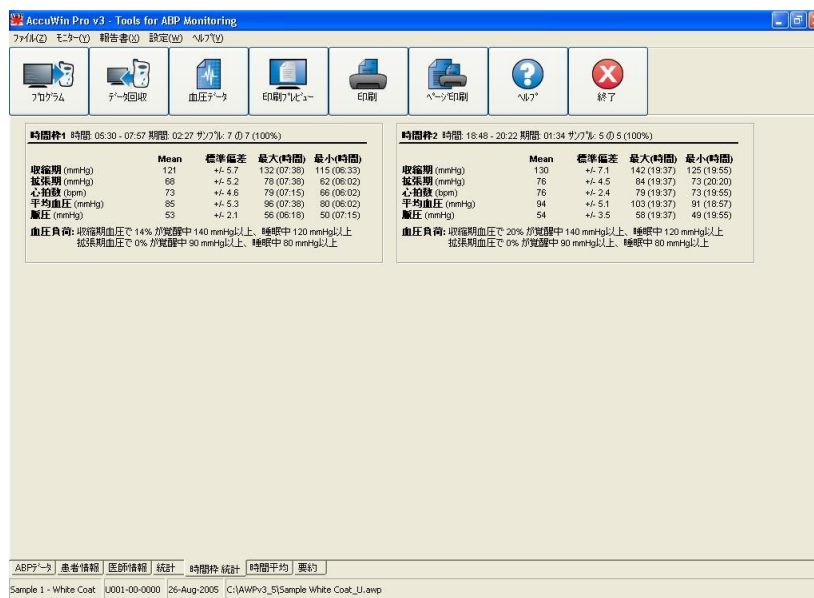 AccuWin Pro v3 - Tools for ABP Monitoring
ファイル(Z) モニター(Y) 報告書(X) 設定(W) ヘルプ(V)
プログラム データ回収 血圧データ 印刷プレビュー 印刷 ページ印刷 ヘルプ 終了
時間枠1 時間: 05:30 - 07:57 期間: 02:27 サンプル: 7 の 7 (100%)
Mean 標準偏差 最大(時間) 最小(時間)
収縮期 (mmHg) 121 +/- 5.7 132 (07:38) 115 (06:33)
拡張期 (mmHg) 68 +/- 5.2 78 (07:38) 62 (06:02)
心拍数 (bpm) 73 +/- 4.6 79 (07:15) 66 (06:02)
平均血圧 (mmHg) 85 +/- 5.3 96 (07:38) 80 (06:02)
脈圧 (mmHg) 53 +/- 2.1 56 (06:18) 50 (07:15)
血圧負荷: 収縮期血圧で 14% が覚醒中 140 mmHg以上、睡眠中 120 mmHg以上
拡張期血圧で 0% が覚醒中 90 mmHg以上、睡眠中 80 mmHg以上
時間枠2 時間: 18:48 - 20:22 期間: 01:34 サンプル: 5 の 5 (100%)
Mean 標準偏差 最大(時間) 最小(時間)
収縮期 (mmHg) 130 +/- 7.1 142 (19:37) 125 (19:55)
拡張期 (mmHg) 76 +/- 4.5 84 (19:37) 73 (20:20)
心拍数 (bpm) 76 +/- 2.4 79 (19:37) 73 (19:55)
平均血圧 (mmHg) 94 +/- 5.1 103 (19:37) 91 (18:57)
脈圧 (mmHg) 54 +/- 3.5 58 (19:37) 49 (19:55)
血圧負荷: 収縮期血圧で 20% が覚醒中 140 mmHg以上、睡眠中 120 mmHg以上
拡張期血圧で 0% が覚醒中 90 mmHg以上、睡眠中 80 mmHg以上
ABPデータ 患者情報 医師情報 統計 時間枠 統計 時間平均 要約
Sample 1 - White Coat U001-00-0000 26-Aug-2005 C:\AWPv3_5\Sample White Coat_U.awp